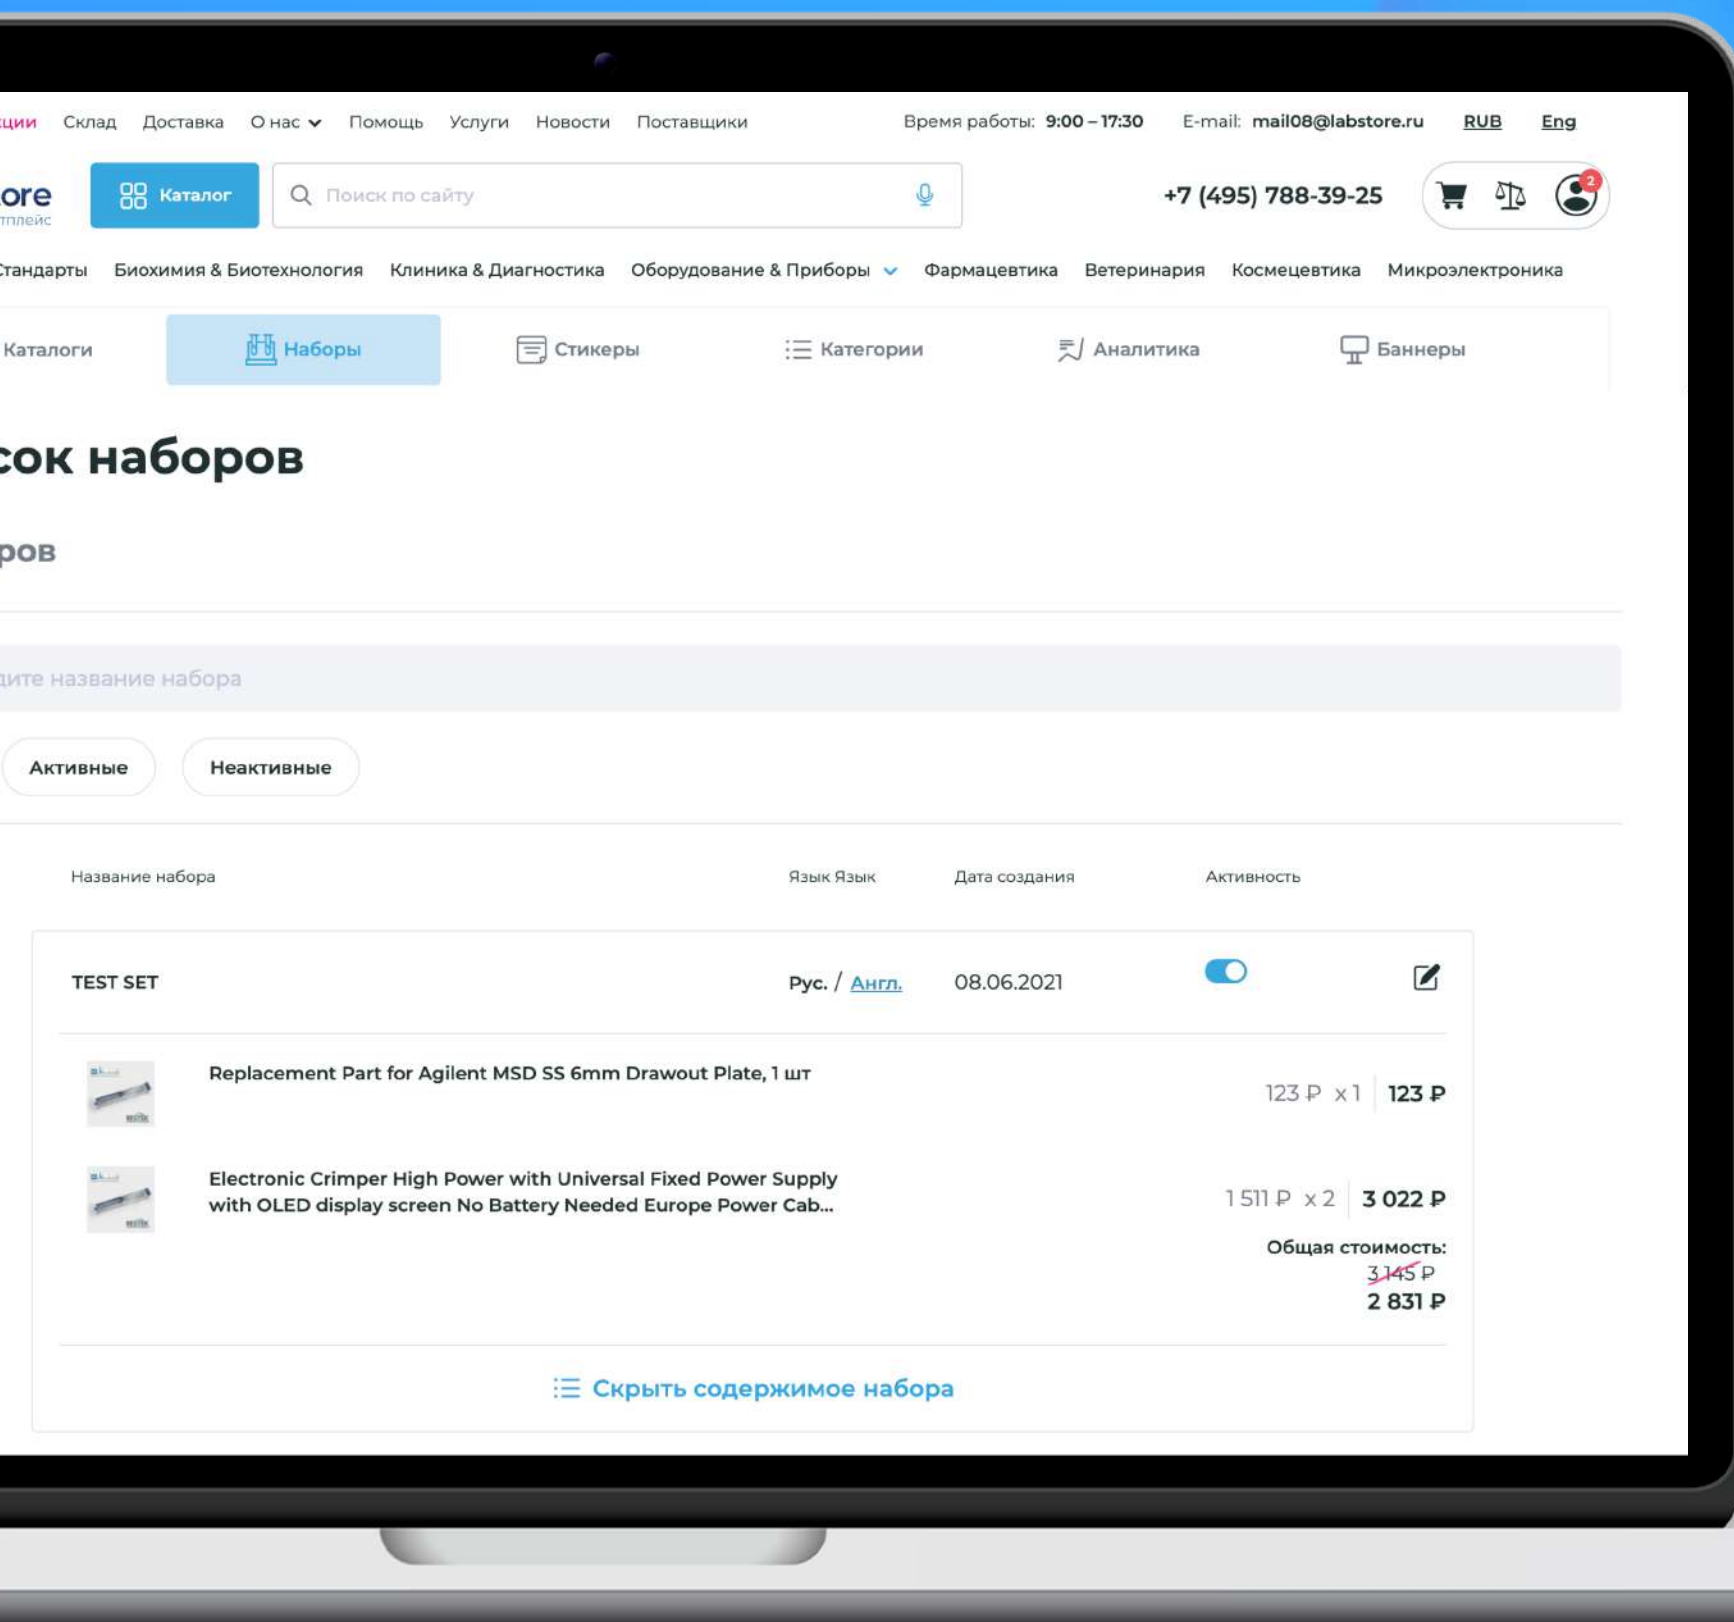 кции Склад Доставка О нас Помощь Услуги Новости Поставщики Время работы: 9:00 – 17:30 E-mail: mail08@labstore.ru RUB Eng
ore
тплейс
Каталог
Поиск по сайту
+7 (495) 788-39-25
2
Стандарты Биохимия & Биотехнология Клиника & Диагностика Оборудование & Приборы Фармацевтика Ветеринария Космецевтика Микроэлектроника
Каталоги Наборы Стикеры Категории Аналитика Баннеры
сок наборов
ров
дите название набора
Активные Неактивные
Название набора Язык Язык Дата создания Активность
TEST SET Рус. / Англ. 08.06.2021
Replacement Part for Agilent MSD SS 6mm Drawout Plate, 1 шт
123 ₽ x 1 123 ₽
Electronic Crimper High Power with Universal Fixed Power Supply
with OLED display screen No Battery Needed Europe Power Cab...
1 511 ₽ x 2 3 022 ₽
Общая стоимость:
3 145 ₽
2 831 ₽
Скрыть содержимое набора